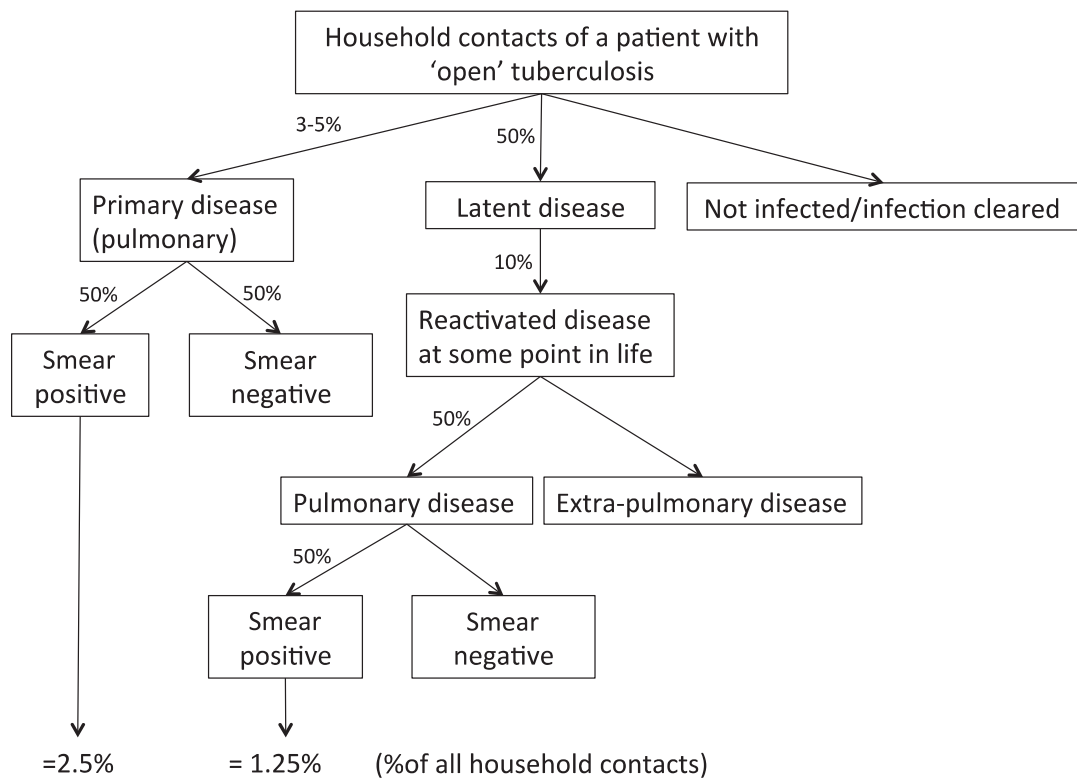 Household contacts of a patient with
‘open’ tuberculosis
3-5%
50%
Primary disease
(pulmonary)
Latent disease
Not infected/infection cleared
50%
50%
10%
Smear
positive
Smear
negative
Reactivated disease
at some point in life
50%
Pulmonary disease
Extra-pulmonary disease
50%
Smear
positive
Smear
negative
=2.5%
= 1.25%
(%of all household contacts)